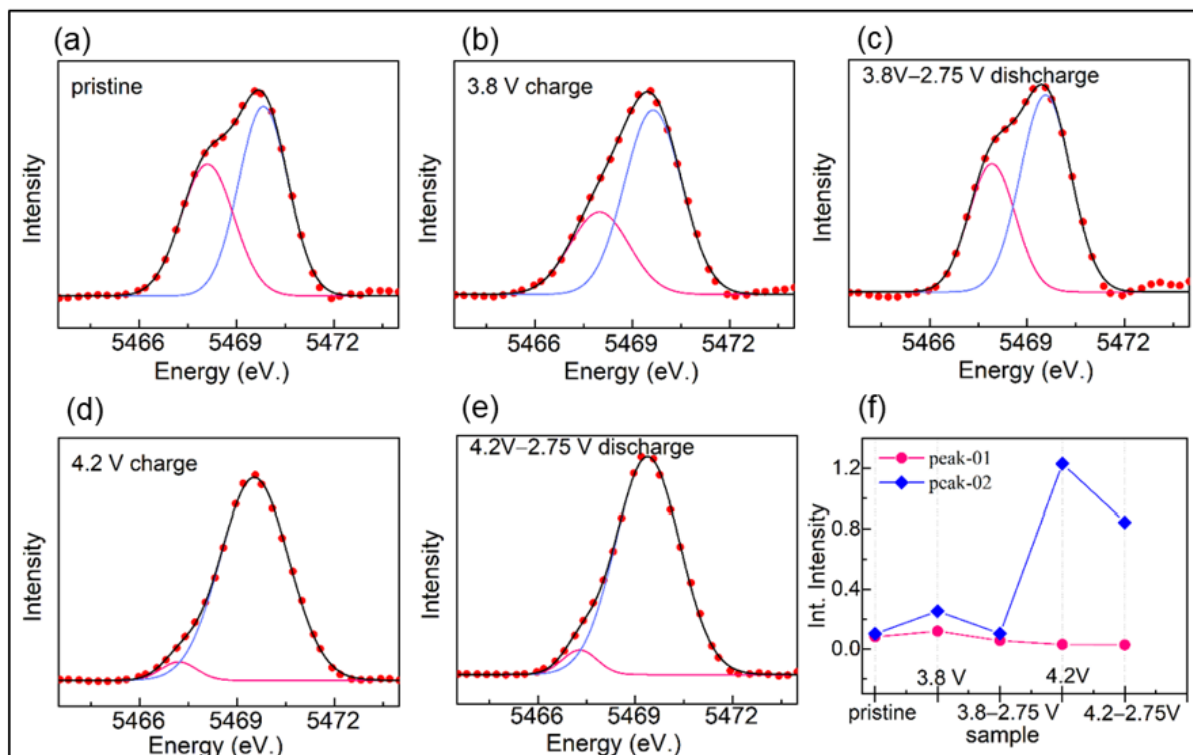 (a)
pristine
Intensity
5466 5469 5472
Energy (eV.)
(b)
3.8 V charge
Intensity
5466 5469 5472
Energy (eV.)
(c)
3.8V–2.75 V dishcharge
Intensity
5466 5469 5472
Energy (eV.)
(d)
4.2 V charge
Intensity
5466 5469 5472
Energy (eV.)
(e)
4.2V–2.75 V discharge
Intensity
5466 5469 5472
Energy (eV.)
(f)
peak-01
peak-02
Int. Intensity
1.2
0.8
0.4
0.0
3.8 V
4.2V
pristine
3.8–2.75 V
4.2–2.75V
sample